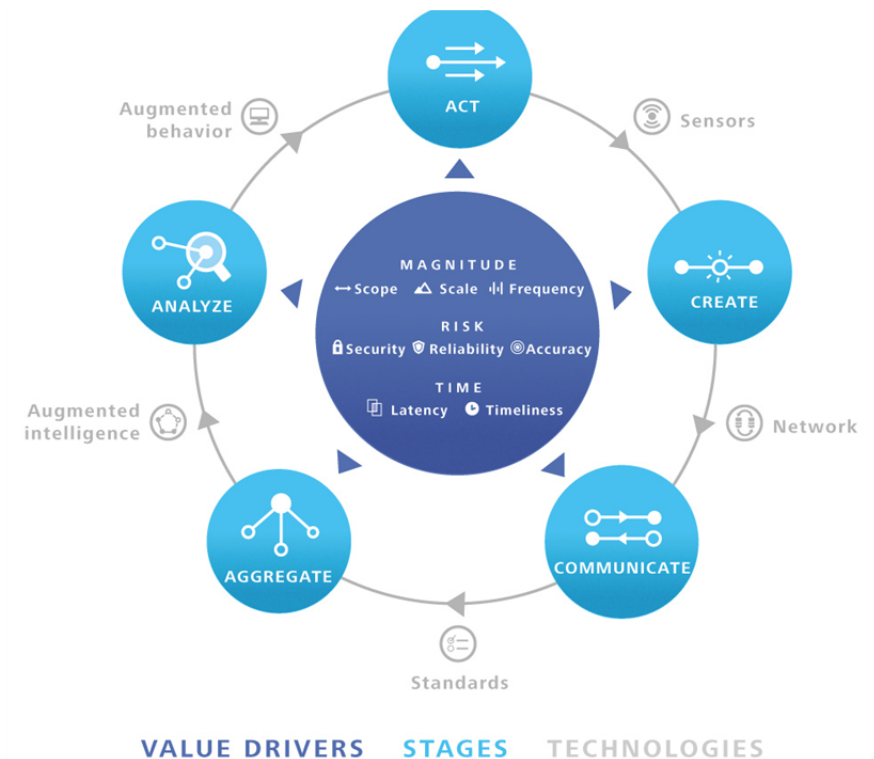 ACT
Augmented
behavior
Sensors
ANALYZE
CREATE
MAGNITUDE
Scope Scale Frequency
RISK
Security Reliability Accuracy
TIME
Latency Timeliness
Augmented
intelligence
Network
AGGREGATE
COMMUNICATE
Standards
VALUE DRIVERS STAGES TECHNOLOGIES